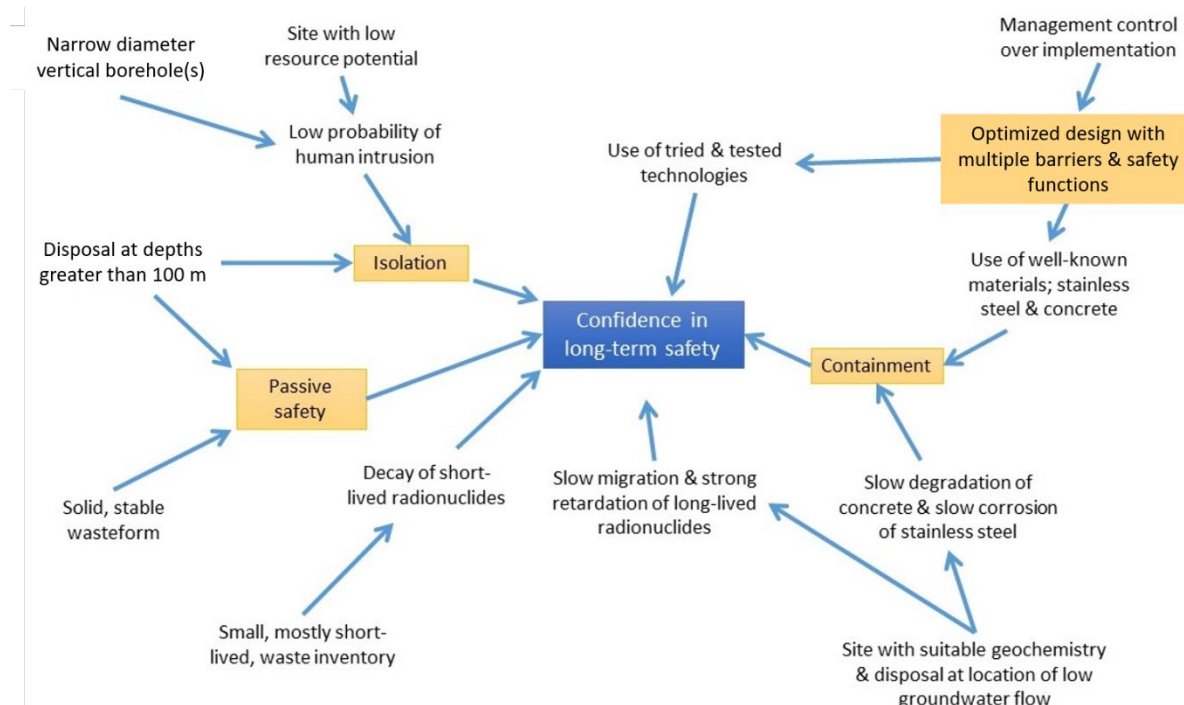 Narrow diameter
vertical borehole(s)
Site with low
resource potential
Management control
over implementation
Low probability of
human intrusion
Use of tried & tested
technologies
Optimized design with
multiple barriers & safety
functions
Disposal at depths
greater than 100 m
Isolation
Use of well-known
materials; stainless
steel & concrete
Confidence in
long-term safety
Containment
Passive
safety
Solid, stable
wasteform
Decay of short-
lived radionuclides
Slow migration & strong
retardation of long-lived
radionuclides
Slow degradation of
concrete & slow corrosion
of stainless steel
Small, mostly short-
lived, waste inventory
Site with suitable geochemistry
& disposal at location of low
groundwater flow